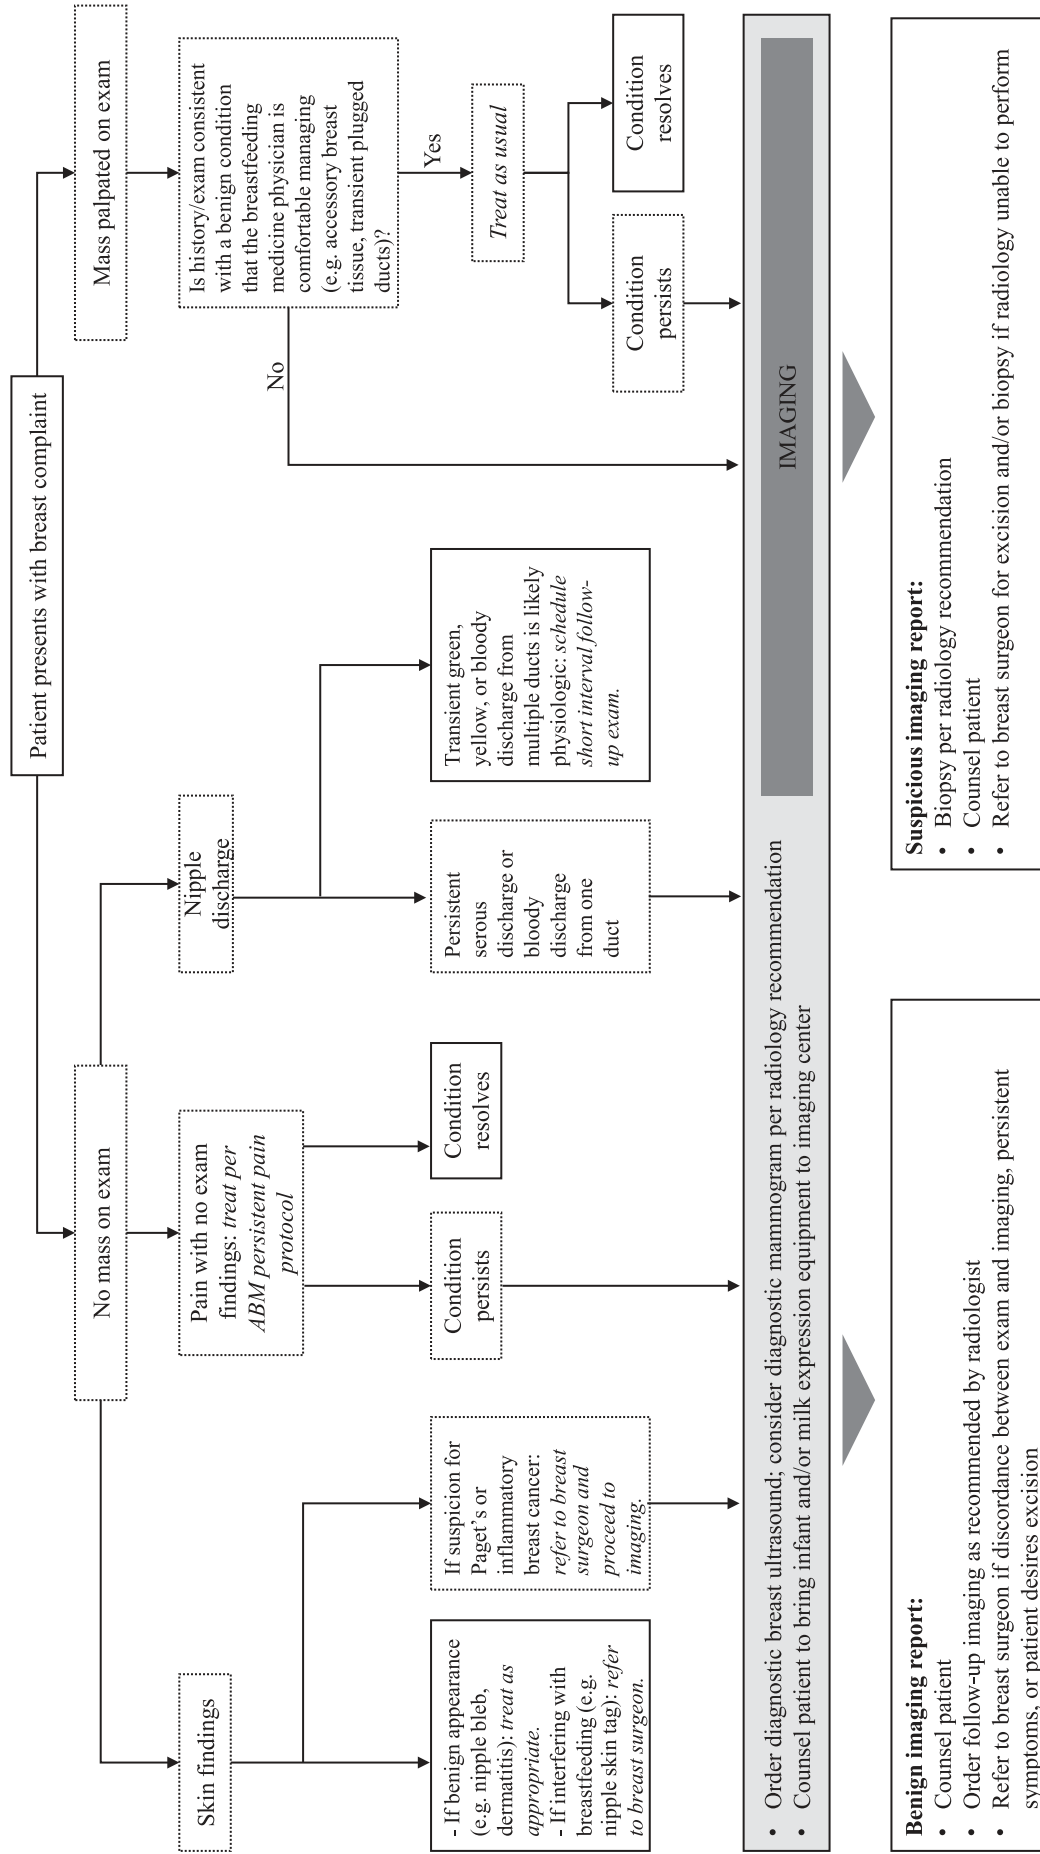 Patient presents with breast complaint
No mass on exam
Mass palpated on exam
Skin findings
Pain with no exam
findings: treat per
ABM persistent pain
protocol
Nipple
discharge
Is history/exam consistent
with a benign condition
that the breastfeeding
medicine physician is
comfortable managing
(e.g. accessory breast
tissue, transient plugged
ducts)?
No
Yes
Treat as usual
- If benign appearance
(e.g. nipple bleb,
dermatitis): treat as
appropriate.
- If interfering with
breastfeeding (e.g.
nipple skin tag): refer
to breast surgeon.
If suspicion for
Paget's or
inflammatory
breast cancer:
refer to breast
surgeon and
proceed to
imaging.
Condition
persists
Condition
resolves
Persistent
serous
discharge or
bloody
discharge
from one
duct
Transient green,
yellow, or bloody
discharge from
multiple ducts is likely
physiologic: schedule
short interval follow-
up exam.
Condition
persists
Condition
resolves
• Order diagnostic breast ultrasound; consider diagnostic mammogram per radiology recommendation
• Counsel patient to bring infant and/or milk expression equipment to imaging center
IMAGING
Benign imaging report:
• Counsel patient
• Order follow-up imaging as recommended by radiologist
• Refer to breast surgeon if discordance between exam and imaging, persistent
symptoms, or patient desires excision
Suspicious imaging report:
• Biopsy per radiology recommendation
• Counsel patient
• Refer to breast surgeon for excision and/or biopsy if radiology unable to perform